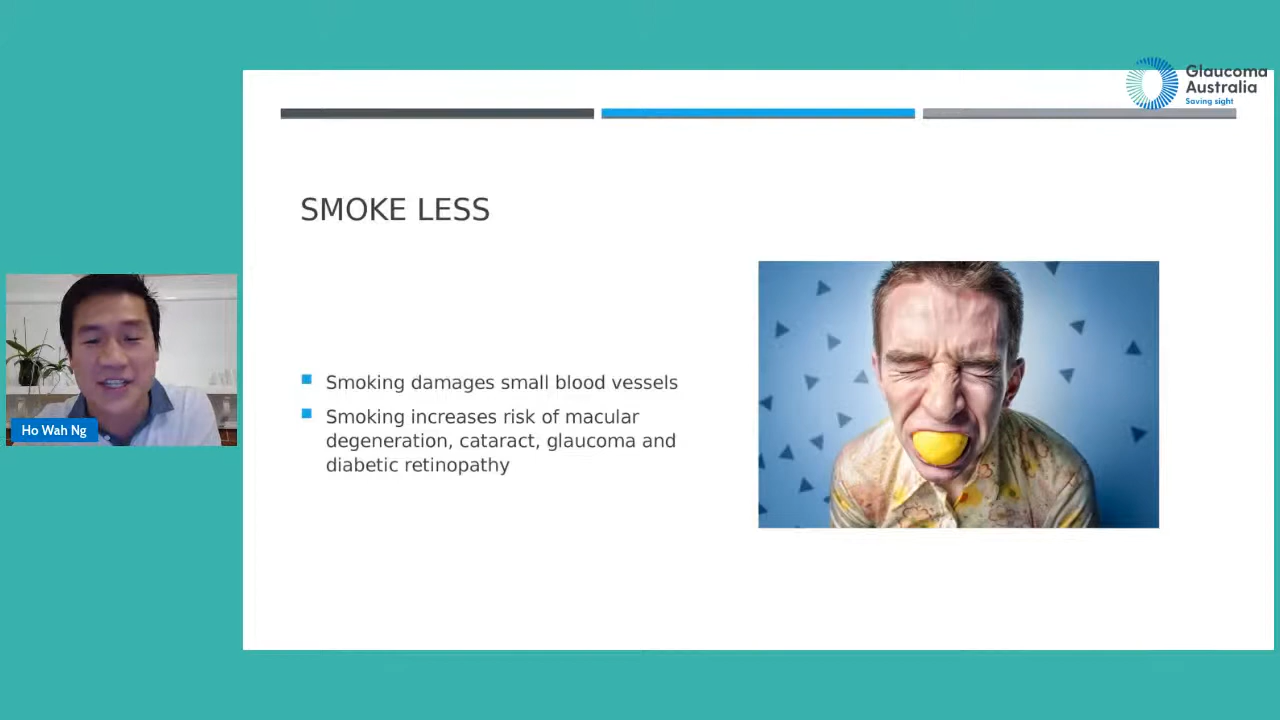 Glaucoma
Australia
Saving sight
SMOKE LESS
Smoking damages small blood vessels
Smoking increases risk of macular
degeneration, cataract, glaucoma and
diabetic retinopathy
Ho Wah Ng